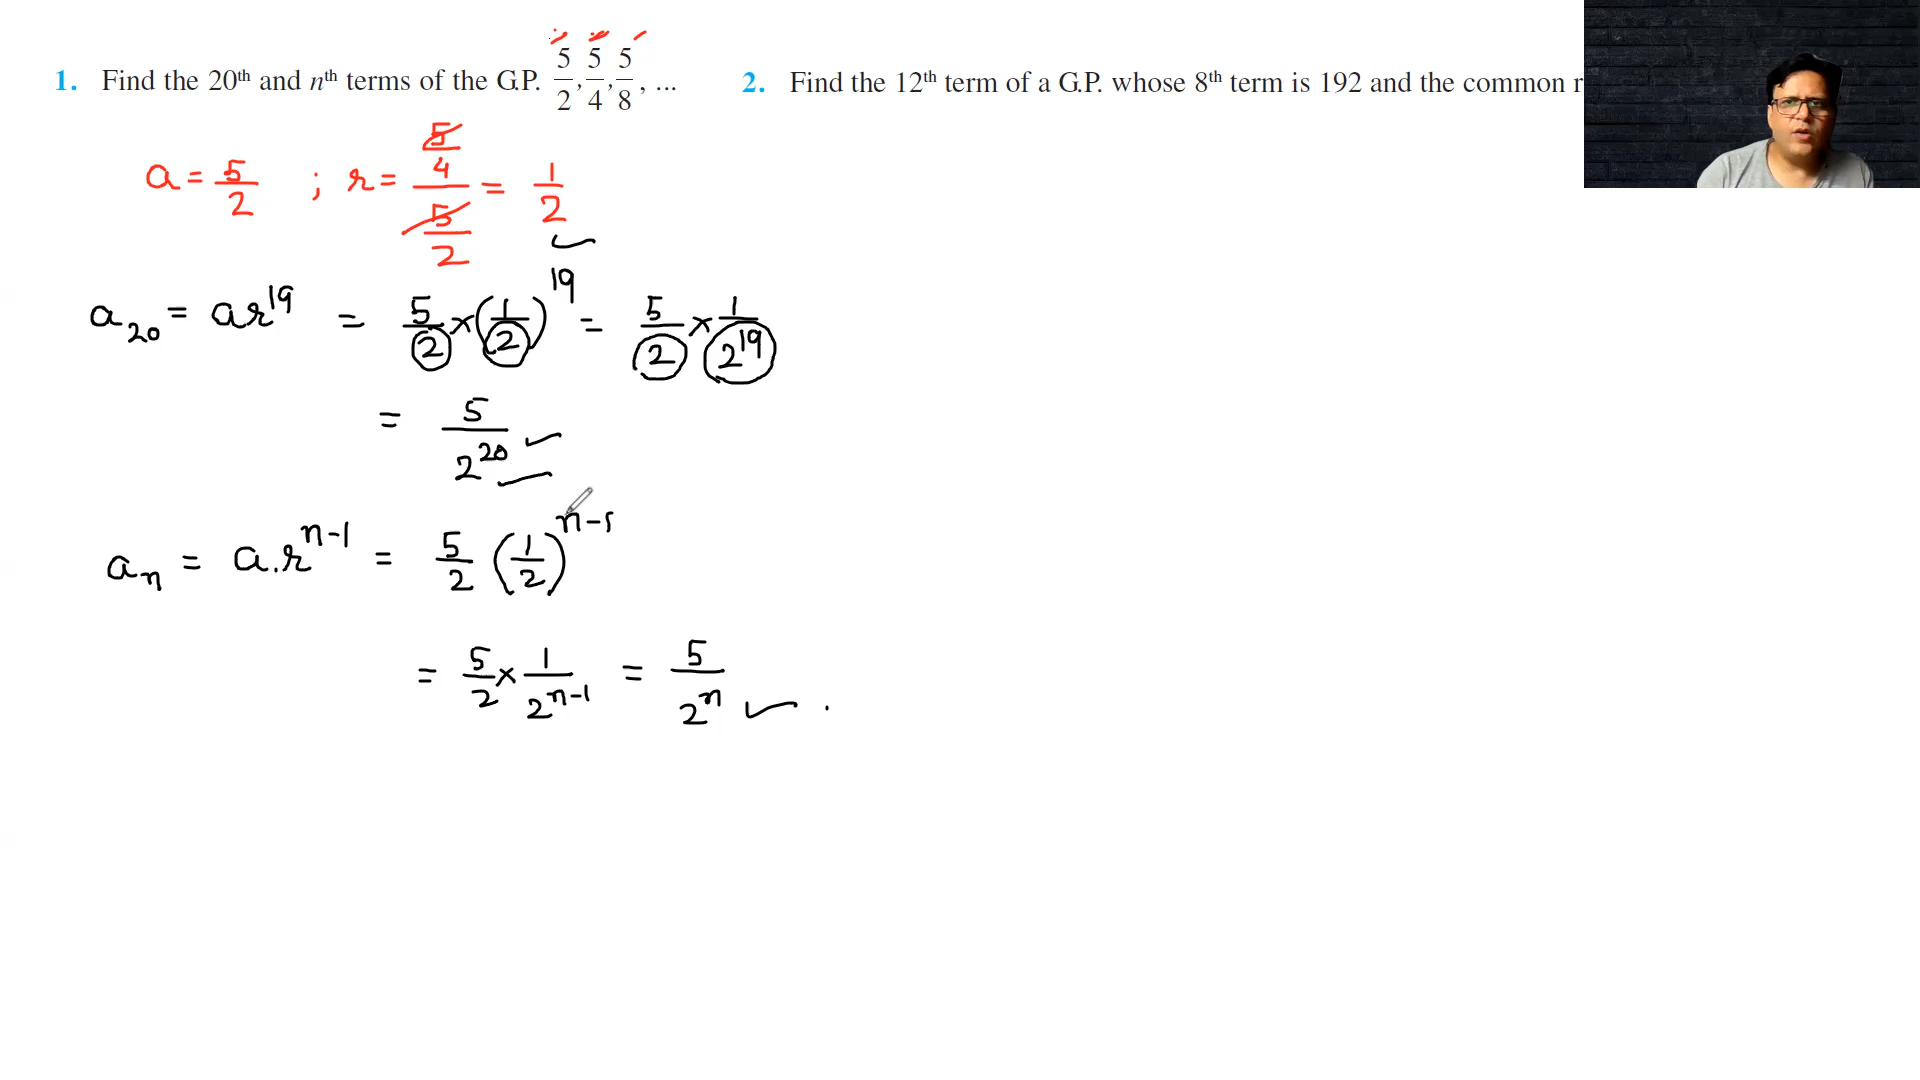 1. Find the 20th and nth terms of the G.P. 5/2, 5/4, 5/8, ...
2. Find the 12th term of a G.P. whose 8th term is 192 and the common r
a = 5/2 ; r = (5/4)/(5/2) = 1/2
a₂₀ = ar¹⁹ = 5/2 × (1/2)¹⁹ = 5/2 × 1/2¹⁹
= 5/2²⁰
aₙ = a.rⁿ⁻¹ = 5/2 (1/2)ⁿ⁻¹
= 5/2 × 1/2ⁿ⁻¹ = 5/2ⁿ .